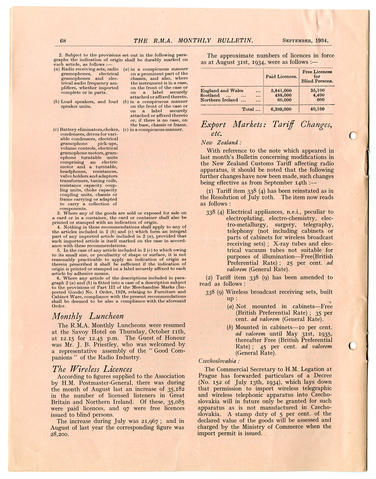 68 THE R.M.A. MONTHLY BULLETIN. SEPTEMBER, 1934.
2. Subject to the provisions set out in the following paragraphs the indication of origin shall be durably marked on each article, as follows :—
(a) Radio receiving sets, radio gramophones, electrical gramophones and electrical audio frequency amplifiers, whether imported complete or in parts.
(a) in a conspicuous manner on a prominent part of the chassis, and also, where the instrument is in a case, on the front of the case or on a label securely attached or affixed thereto.
(b) Loud speakers, and loud speaker units.
(b) in a conspicuous manner on the front of the case or on a label securely attached or affixed thereto or, if there is no case, on the base, chassis or frame.
(c) Battery eliminators, chokes, condensers, drives for variable condensers, electrical gramophone pick-ups, volume controls, electrical gramophone motors, gramophone turntable units comprising an electric motor and a turntable, headphones, resistances, valve holders and adaptors, transformers, tuning coils, resistance capacity coupling units, choke capacity coupling units, chassis or frames carrying or adapted to carry a collection of components.
(c) in a conspicuous manner.
3. Where any of the goods are sold or exposed for sale on a card or in a container, the card or container shall also be printed or stamped with an indication of origin.
4. Nothing in these recommendations shall apply to any of the articles included in 2 (b) and (c) which form an integral part of any imported article included in 2 (a), provided that such imported article is itself marked on the case in accordance with these recommendations.
5. In the case of any article included in 2 (c) to which owing to its small size, or peculiarity of shape or surface, it is not reasonably practicable to apply an indication of origin as therein prescribed it shall be sufficient if the indication of origin is printed or stamped on a label securely affixed to such article by adhesive means.
6. Where any article of the description included in paragraph 2 (a) and (b) is fitted into a case of a description subject to the provisions of Part III of the Merchandise Marks (Imported Goods) No. 1 Order, 1928, relating to Furniture and Cabinet Ware, compliance with the present recommendations shall be deemed to be also a compliance with the aforesaid Order.
Monthly Luncheon
The R.M.A. Monthly Luncheons were resumed at the Savoy Hotel on Thursday, October 11th, at 12.15 for 12.45 p.m. The Guest of Honour was Mr. J. B. Priestley, who was welcomed by a representative assembly of the " Good Companions " of the Radio Industry.
The Wireless Licences
According to figures supplied to the Association by H.M. Postmaster-General, there was during the month of August last an increase of 35,182 in the number of licensed listeners in Great Britain and Northern Ireland. Of these, 35,085 were paid licences, and 97 were free licences issued to blind persons.
The increase during July was 21,967 ; and in August of last year the corresponding figure was 28,200.
The approximate numbers of licences in force as at August 31st, 1934, were as follows :—
Paid Licences. Free Licences for Blind Persons.
England and Wales
Scotland
Northern Ireland
Total
Export Markets: Tariff Changes, etc.
New Zealand :
With reference to the note which appeared in last month's Bulletin concerning modifications in the New Zealand Customs Tariff affecting radio apparatus, it should be noted that the following further changes have now been made, such changes being effective as from September 14th :—
(1) Tariff item 338 (4) has been reinstated as in the Resolution of July 10th. The item now reads as follows :
338 (4) Electrical appliances, n.e.i., peculiar to electroplating, electro-chemistry, electro-metallurgy, surgery, telegraphy, telephony (not including cabinets or parts of cabinets for wireless broadcast receiving sets) ; X-ray tubes and electrical vacuum tubes not suitable for purposes of illumination—Free(British Preferential Rate) ; 25 per cent. ad valorem (General Rate).
(2) Tariff item 338 (9) has been amended to read as follows :
338 (9) Wireless broadcast receiving sets, built up :
(a) Not mounted in cabinets—Free (British Preferential Rate) ; 35 per cent. ad valorem (General Rate).
(b) Mounted in cabinets—20 per cent. ad valorem until May 31st, 1935, thereafter Free (British Preferential Rate) ; 45 per cent. ad valorem (General Rate).
Czechoslovakia :
The Commercial Secretary to H.M. Legation at Prague has forwarded particulars of a Decree (No. 152 of July 13th, 1934), which lays down that permission to import wireless telegraphic and wireless telephonic apparatus into Czechoslovakia will in future only be granted for such apparatus as is not manufactured in Czechoslovakia. A stamp duty of 5 per cent. of the declared value of the goods will be assessed and charged by the Ministry of Commerce when the import permit is issued.